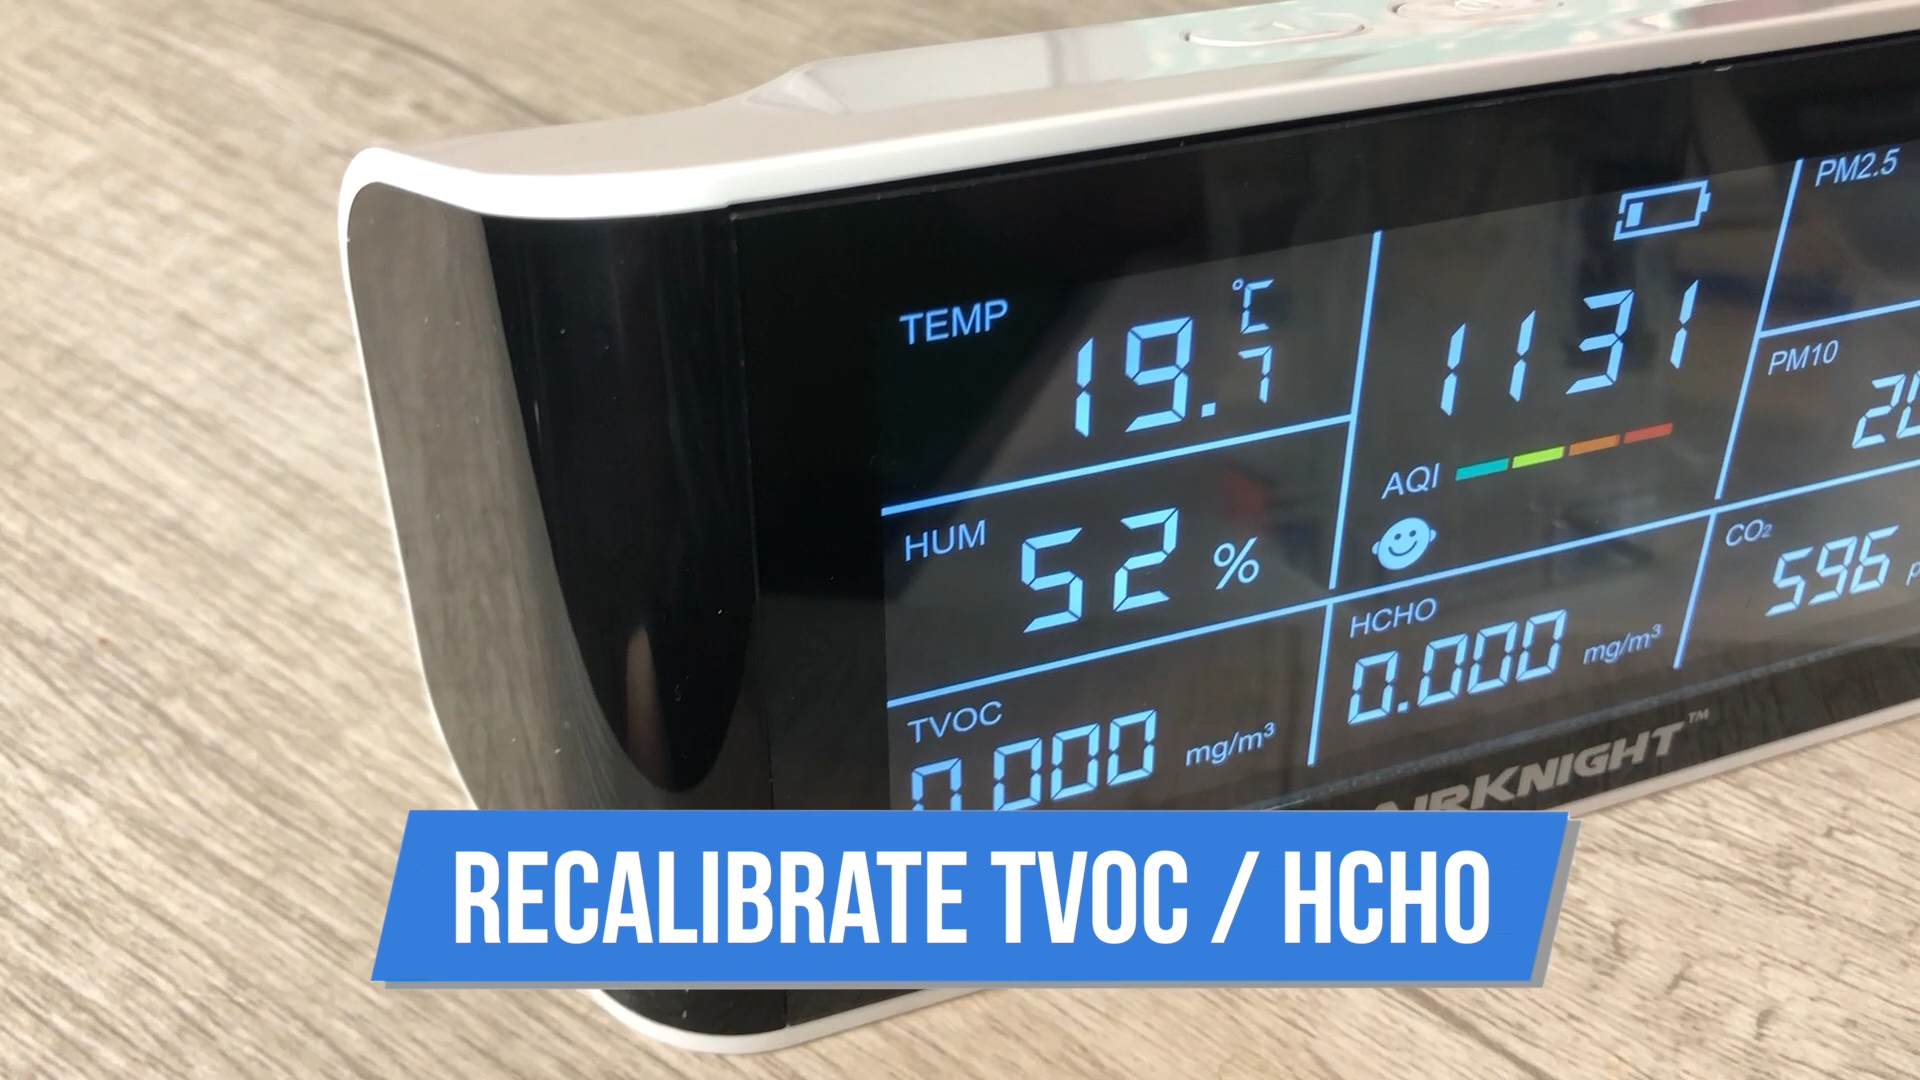 PM2.5
TEMP
°C
19.7
1131
PM10
AQI
HUM
52 %
CO₂
596
HCHO
0.000 mg/m³
TVOC
0.000 mg/m³
AIRKNIGHT™
RECALIBRATE TVOC / HCHO